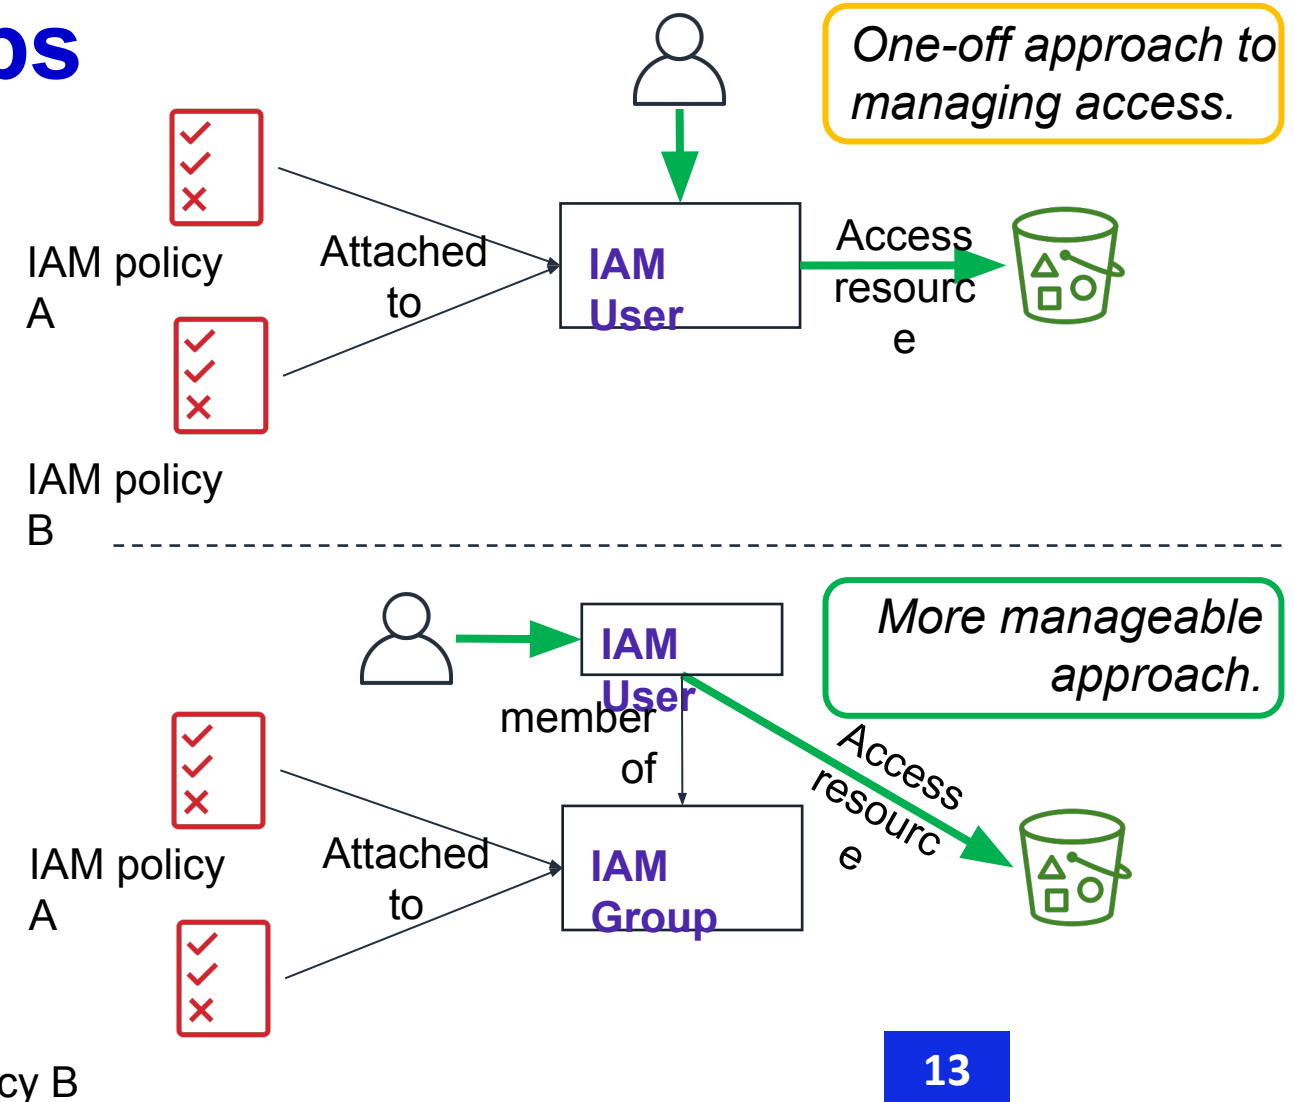 ps
One-off approach to
managing access.
IAM policy
A
Attached
to
IAM
User
Access
resourc
e
IAM policy
B
IAM
User
More manageable
approach.
member
of
Access
resourc
e
IAM policy
A
Attached
to
IAM
Group
cy B
13